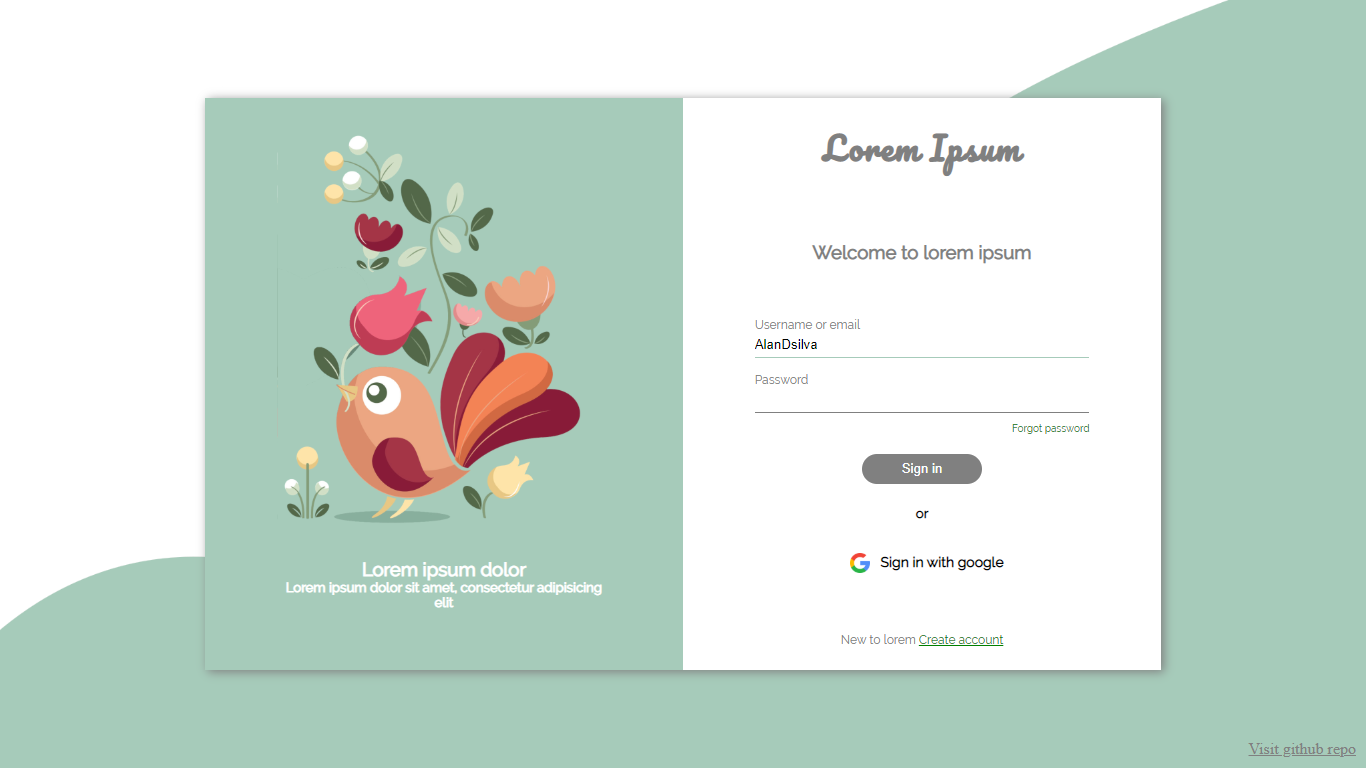 Lorem ipsum dolor
Lorem ipsum dolor sit amet, consectetur adipisicing
elit
Lorem Ipsum
Welcome to lorem ipsum
Username or email
AlanDsilva
Password
Forgot password
Sign in
or
Sign in with google
New to lorem Create account
Visit github repo